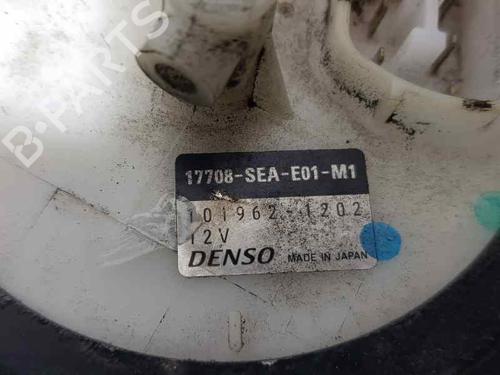 B-PARTS
17708-SEA-E01-M1
101962-1202
12V
DENSO MADE IN JAPAN